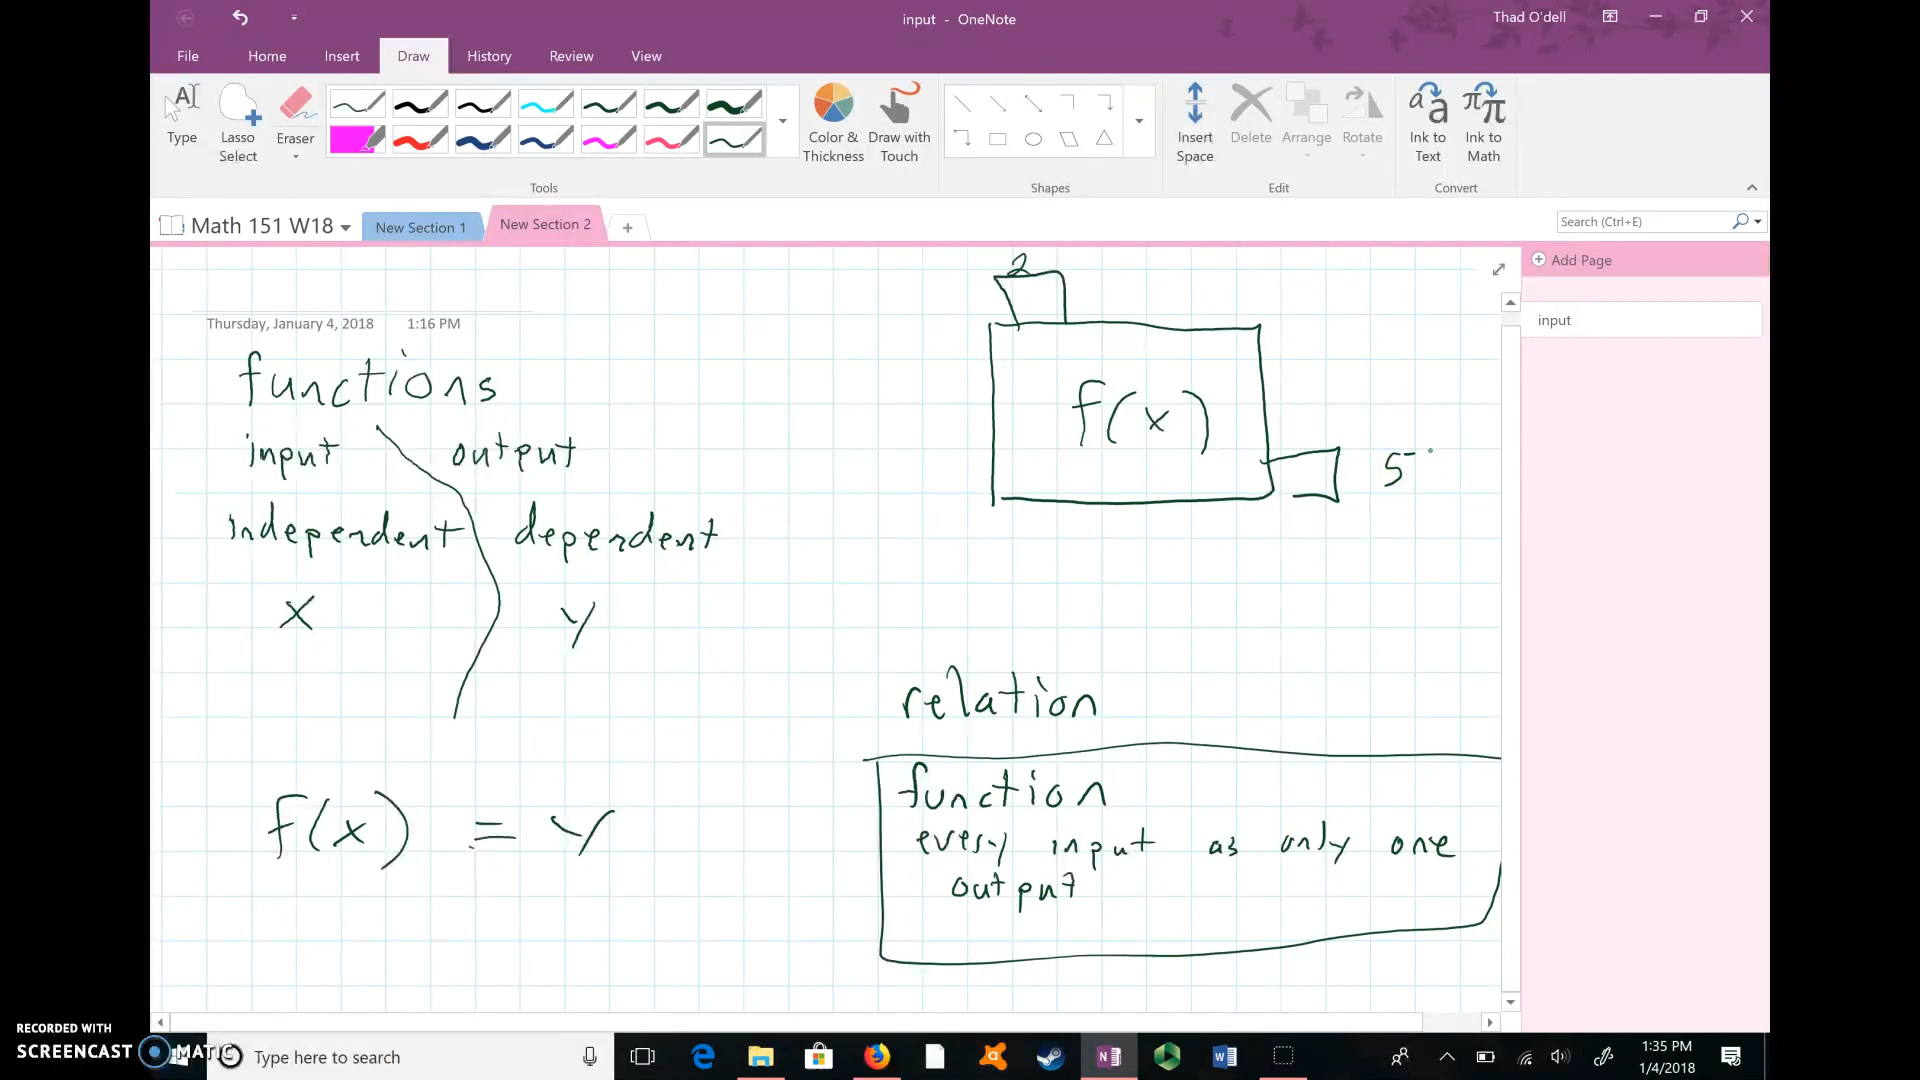 input - OneNote
Thad O'dell
File Home Insert Draw History Review View
Type
Lasso Select
Eraser
Color & Thickness
Draw with Touch
Insert Space
Delete
Arrange
Rotate
Ink to Text
Ink to Math
Tools Shapes Edit Convert
Math 151 W18
New Section 1
New Section 2
Search (Ctrl+E)
Add Page
input
Thursday, January 4, 2018 1:16 PM
functions
input output
independent dependent
x y
f(x) = y
2
f(x)
5
relation
function
every input as only one
output
RECORDED WITH
SCREENCAST MATIC
Type here to search
1:35 PM
1/4/2018